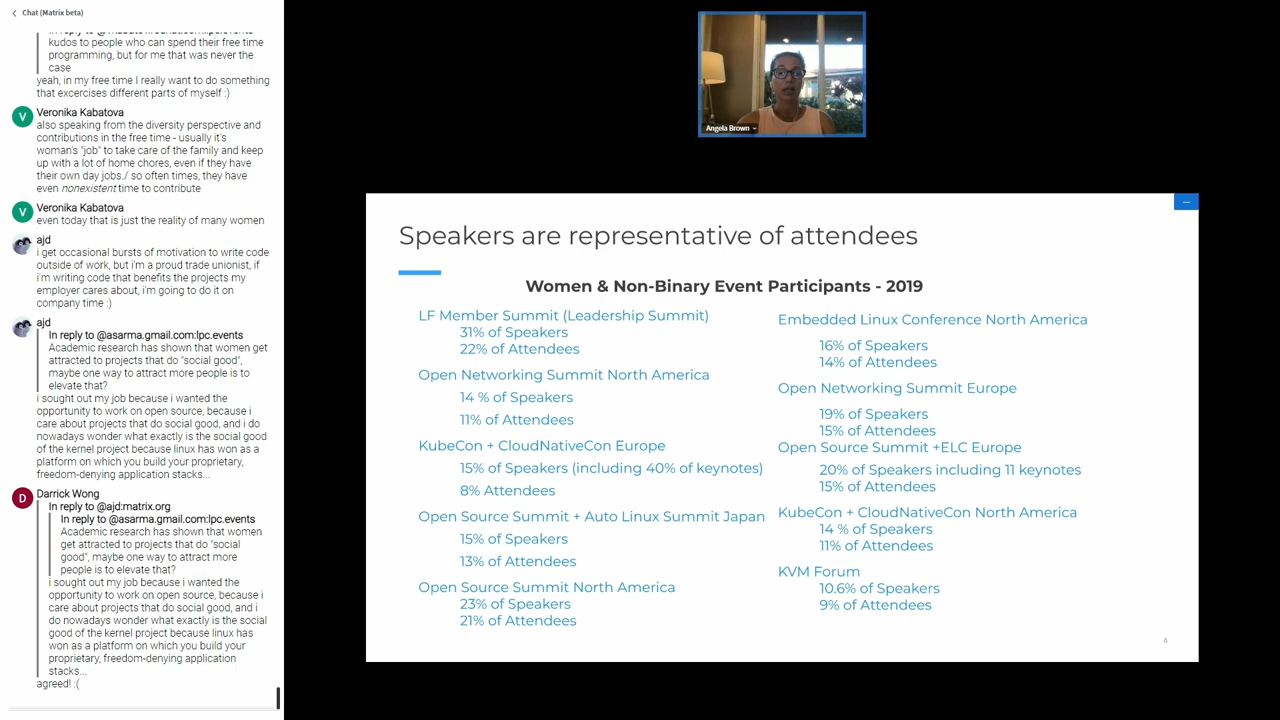 Chat (Matrix beta)
kudos to people who can spend their free time
programming, but for me that was never the
case
yeah, in my free time I really want to do something
that excercises different parts of myself :)
V
Veronika Kabatova
also speaking from the diversity perspective and
contributions in the free time - usually it's
woman's "job" to take care of the family and keep
up with a lot of home chores, even if they have
their own day jobs./ so often times, they have
even nonexistent time to contribute
V
Veronika Kabatova
even today that is just the reality of many women
ajd
i get occasional bursts of motivation to write code
outside of work, but i'm a proud trade unionist, if
i'm writing code that benefits the projects my
employer cares about, i'm going to do it on
company time :)
ajd
In reply to @asarma.gmail.com:lpc.events
Academic research has shown that women get
attracted to projects that do "social good",
maybe one way to attract more people is to
elevate that?
i sought out my job because i wanted the
opportunity to work on open source, because i
care about projects that do social good, and i do
nowadays wonder what exactly is the social good
of the kernel project because linux has won as a
platform on which you build your proprietary,
freedom-denying application stacks...
D
Darrick Wong
In reply to @ajd:matrix.org
In reply to @asarma.gmail.com:lpc.events
Academic research has shown that women
get attracted to projects that do "social
good", maybe one way to attract more
people is to elevate that?
i sought out my job because i wanted the
opportunity to work on open source, because i
care about projects that do social good, and i
do nowadays wonder what exactly is the social
good of the kernel project because linux has
won as a platform on which you build your
proprietary, freedom-denying application
stacks...
agreed! :(
Angela Brown
Speakers are representative of attendees
Women & Non-Binary Event Participants - 2019
LF Member Summit (Leadership Summit)
31% of Speakers
22% of Attendees
Open Networking Summit North America
14 % of Speakers
11% of Attendees
KubeCon + CloudNativeCon Europe
15% of Speakers (including 40% of keynotes)
8% Attendees
Open Source Summit + Auto Linux Summit Japan
15% of Speakers
13% of Attendees
Open Source Summit North America
23% of Speakers
21% of Attendees
Embedded Linux Conference North America
16% of Speakers
14% of Attendees
Open Networking Summit Europe
19% of Speakers
15% of Attendees
Open Source Summit +ELC Europe
20% of Speakers including 11 keynotes
15% of Attendees
KubeCon + CloudNativeCon North America
14 % of Speakers
11% of Attendees
KVM Forum
10.6% of Speakers
9% of Attendees
6